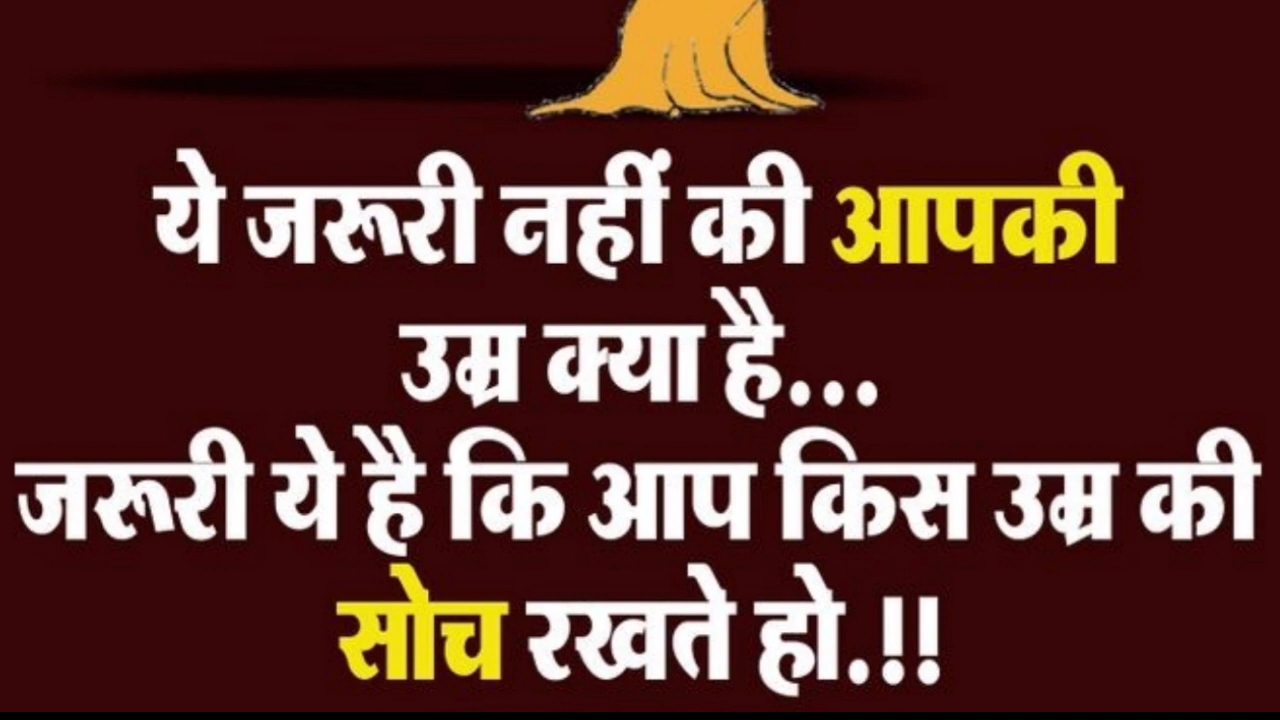 ये जरूरी नहीं की आपकी
उम्र क्या है...
जरूरी ये है कि आप किस उम्र की
सोच रखते हो.!!